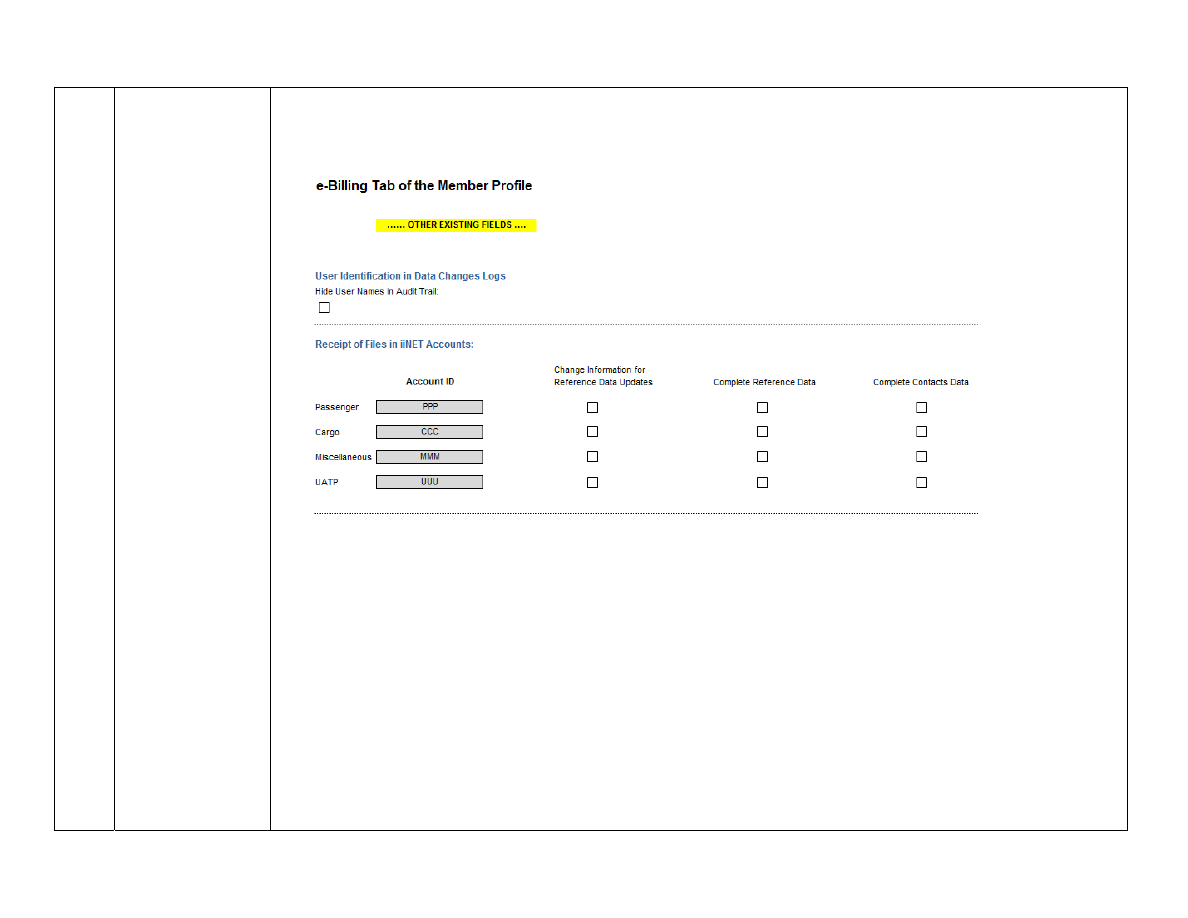 e-Billing Tab of the Member Profile
...... OTHER EXISTING FIELDS ....
User Identification in Data Changes Logs
Hide User Names in Audit Trail:
Receipt of Files in iiNET Accounts:
Account ID
Change Information for
Reference Data Updates
Complete Reference Data
Complete Contacts Data
Passenger PPP
Cargo CCC
Miscellaneous MMM
UATP UUU